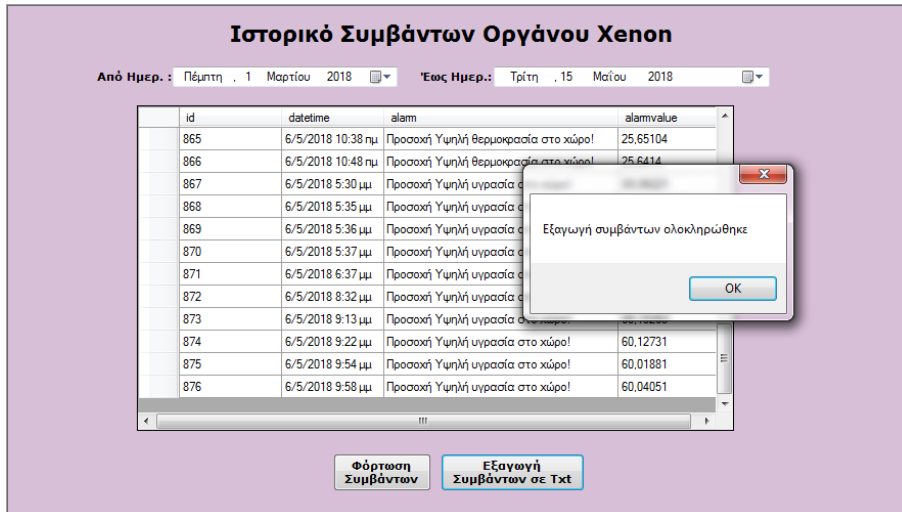 Ιστορικό Συμβάντων Οργάνου Xenon
Από Ημερ. : Πέμπτη , 1 Μαρτίου 2018 Έως Ημερ.: Τρίτη , 15 Μαΐου 2018
id datetime alarm alarmvalue
865 6/5/2018 10:38 πμ Προσοχή Υψηλή θερμοκρασία στο χώρο! 25,65104
866 6/5/2018 10:48 πμ Προσοχή Υψηλή θερμοκρασία στο χώρο! 25,6414
867 6/5/2018 5:30 μμ Προσοχή Υψηλή υγρασία
868 6/5/2018 5:35 μμ Προσοχή Υψηλή υγρασία
869 6/5/2018 5:36 μμ Προσοχή Υψηλή υγρασία
870 6/5/2018 5:37 μμ Προσοχή Υψηλή υγρασία
871 6/5/2018 6:37 μμ Προσοχή Υψηλή υγρασία
872 6/5/2018 8:32 μμ Προσοχή Υψηλή υγρασία
873 6/5/2018 9:13 μμ Προσοχή Υψηλή υγρασία
874 6/5/2018 9:22 μμ Προσοχή Υψηλή υγρασία στο χώρο! 60,12731
875 6/5/2018 9:54 μμ Προσοχή Υψηλή υγρασία στο χώρο! 60,01881
876 6/5/2018 9:58 μμ Προσοχή Υψηλή υγρασία στο χώρο! 60,04051
Εξαγωγή συμβάντων ολοκληρώθηκε
OK
Φόρτωση
Συμβάντων
Εξαγωγή
Συμβάντων σε Txt